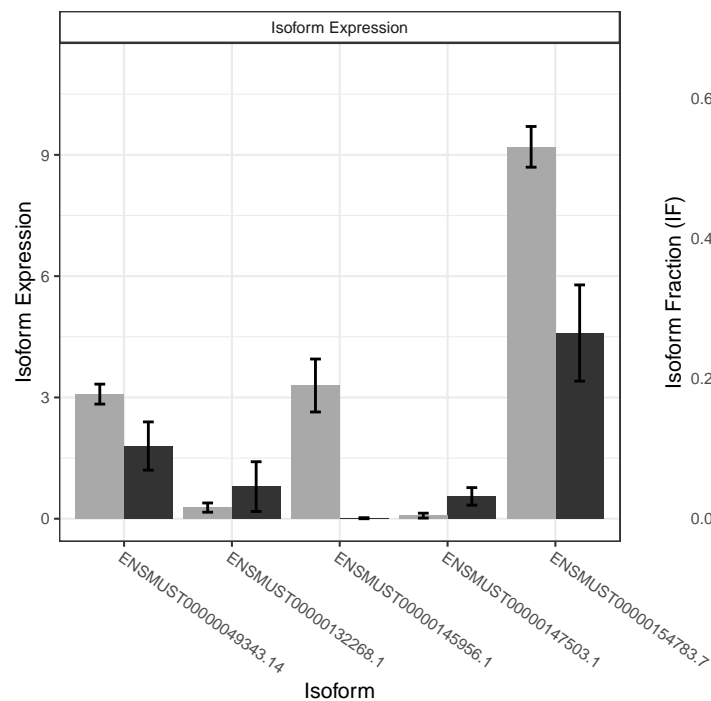 Isoform Expression
Isoform Expression
9
6
3
0
ENSMUST00000049343.14
ENSMUST00000132268.1
ENSMUST00000145956.1
ENSMUST00000147503.1
ENSMUST00000154783.7
Isoform
Isoform Fraction (IF)
0.6
0.4
0.2
0.0